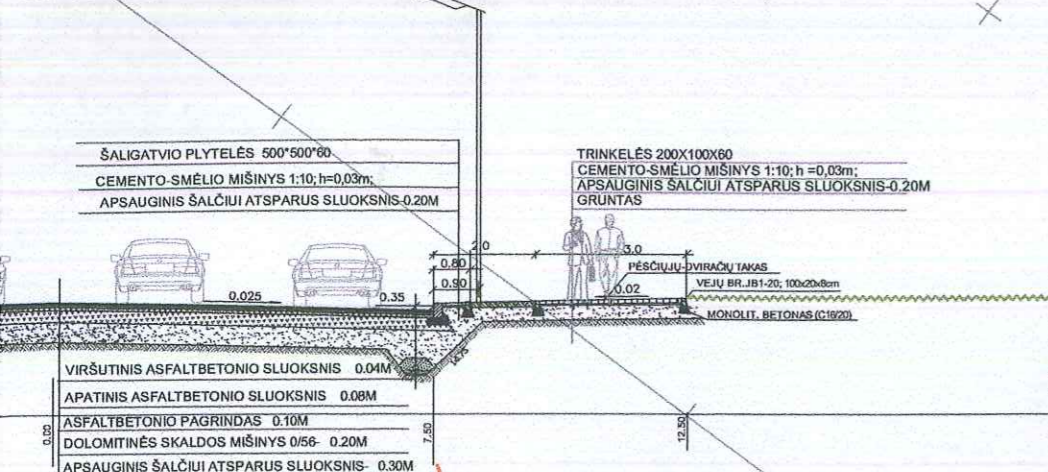 ŠALIGATVIO PLYTELĖS 500*500*60
CEMENTO-SMĖLIO MIŠINYS 1:10; h=0,03m;
APSAUGINIS ŠALČIUI ATSPARUS SLUOKSNIS-0.20M
TRINKELĖS 200X100X60
CEMENTO-SMĖLIO MIŠINYS 1:10; h =0,03m;
APSAUGINIS ŠALČIUI ATSPARUS SLUOKSNIS-0.20M
GRUNTAS
2.0
3.0
0.80
0.90
0.025
0.35
0.02
PĖSČIŲJŲ-DVIRAČIŲ TAKAS
VEJŲ BR.JB1-20; 100x20x8cm
MONOLIT. BETONAS (C16/20)
VIRŠUTINIS ASFALTBETONIO SLUOKSNIS 0.04M
APATINIS ASFALTBETONIO SLUOKSNIS 0.08M
ASFALTBETONIO PAGRINDAS 0.10M
DOLOMITINĖS SKALDOS MIŠINYS 0/56- 0.20M
APSAUGINIS ŠALČIUI ATSPARUS SLUOKSNIS- 0.30M
0.00
7.50
12.50